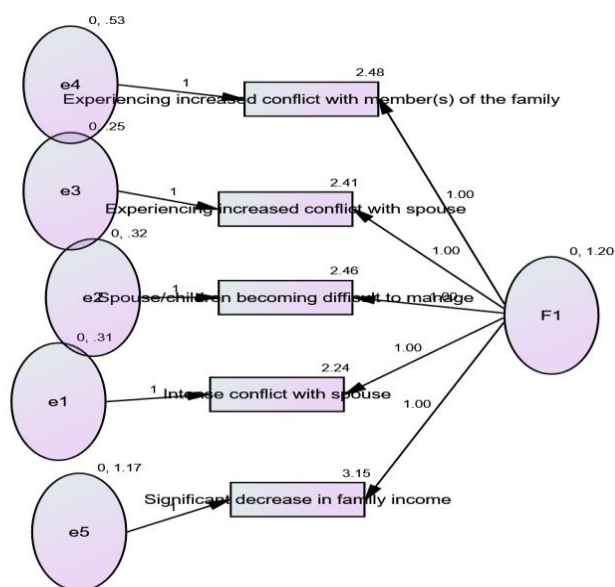 0, .53
e4
1
2.48
Experiencing increased conflict with member(s) of the family
0, .25
e3
1
2.41
Experiencing increased conflict with spouse
1.00
1.00
0, .32
e2
1
2.46
Spouse/children becoming difficult to manage
1.00
0, 1.20
F1
0, .31
e1
1
2.24
Intense conflict with spouse
1.00
1.00
0, 1.17
e5
1
3.15
Significant decrease in family income